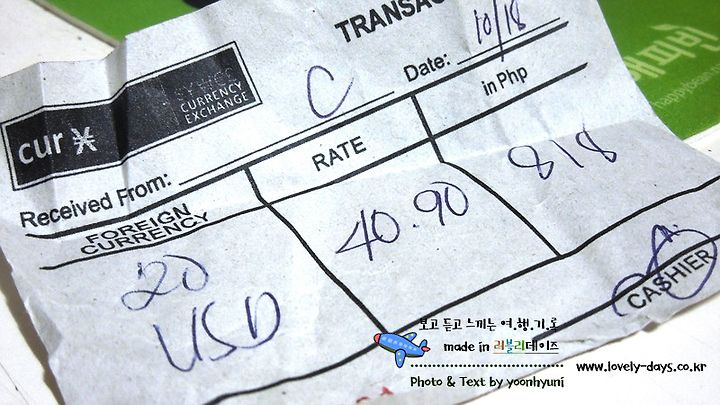 TRANSAC
Date: 10/18
cur
CURRENCY
EXCHANGE
Received From: C
FOREIGN
CURRENCY
RATE
in Php
20
USD
40.90
818
CASHIER
보고 듣고 느끼는 여.행.기.록
made in 러블리데이즈
www.lovely-days.co.kr
Photo & Text by yoonhyuni